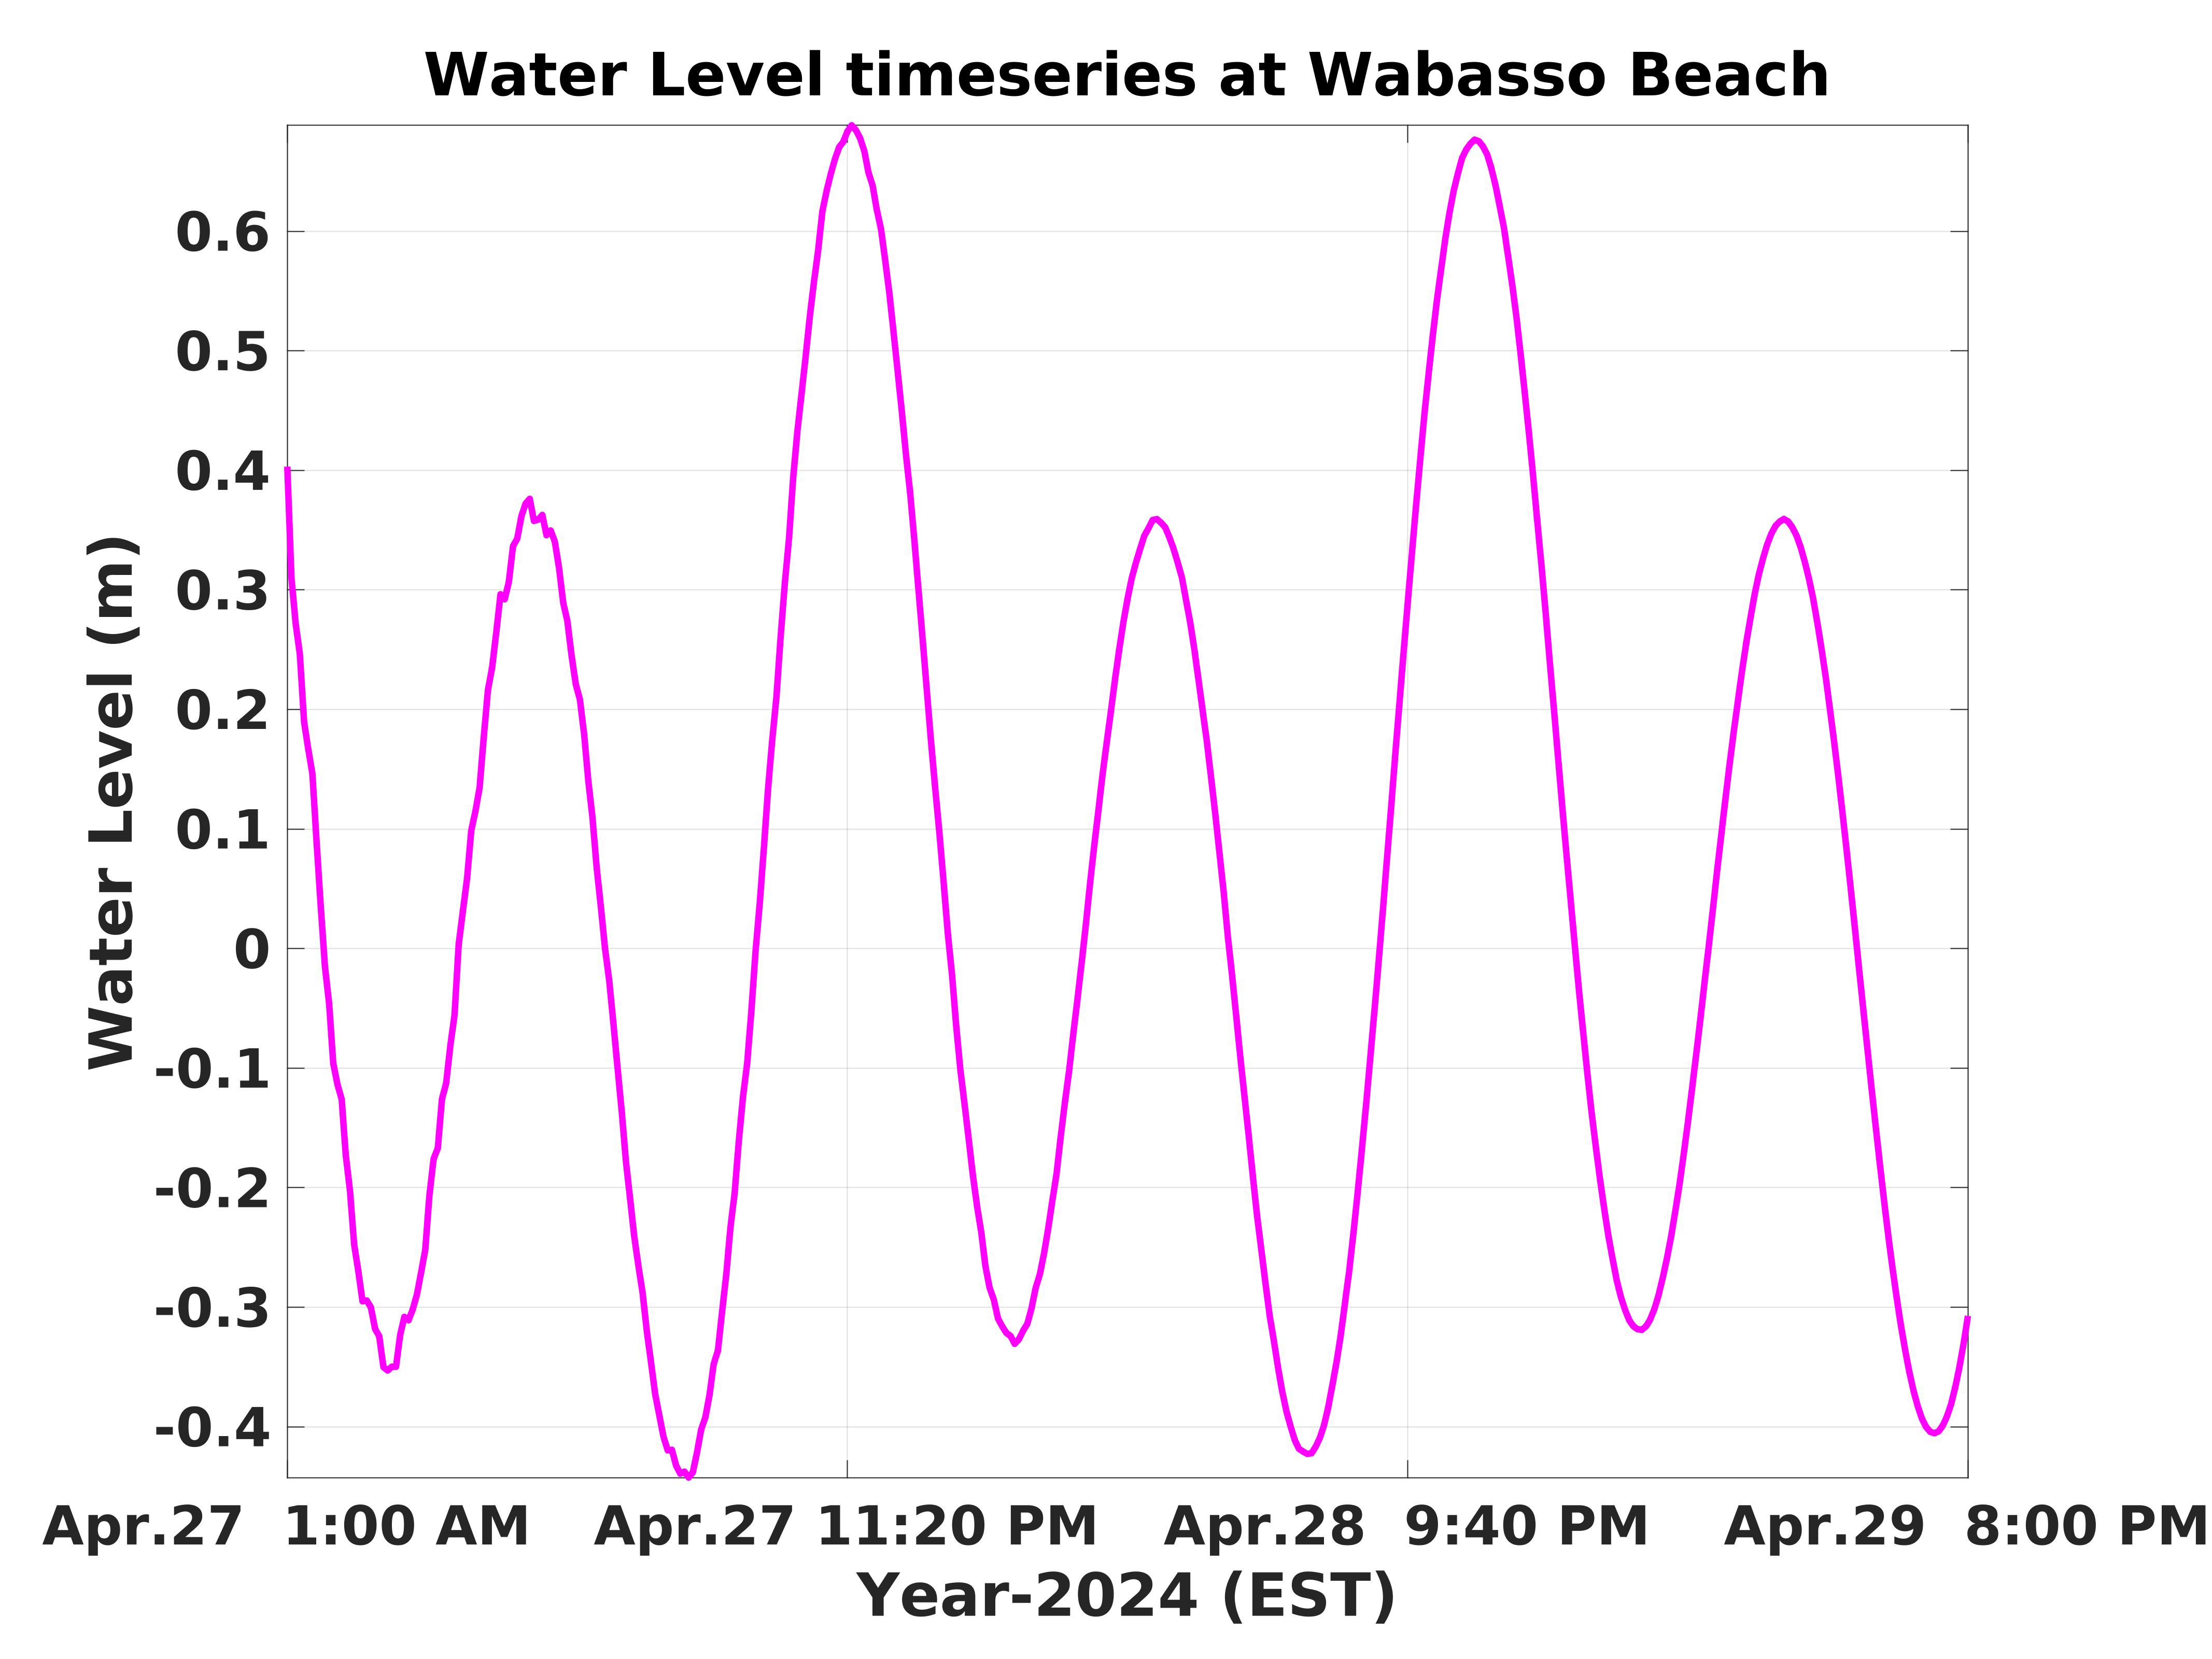 Water Level timeseries at Wabasso Beach
Water Level (m)
0.6
0.5
0.4
0.3
0.2
0.1
0
-0.1
-0.2
-0.3
-0.4
Apr.27 1:00 AM Apr.27 11:20 PM Apr.28 9:40 PM Apr.29 8:00 PM
Year-2024 (EST)